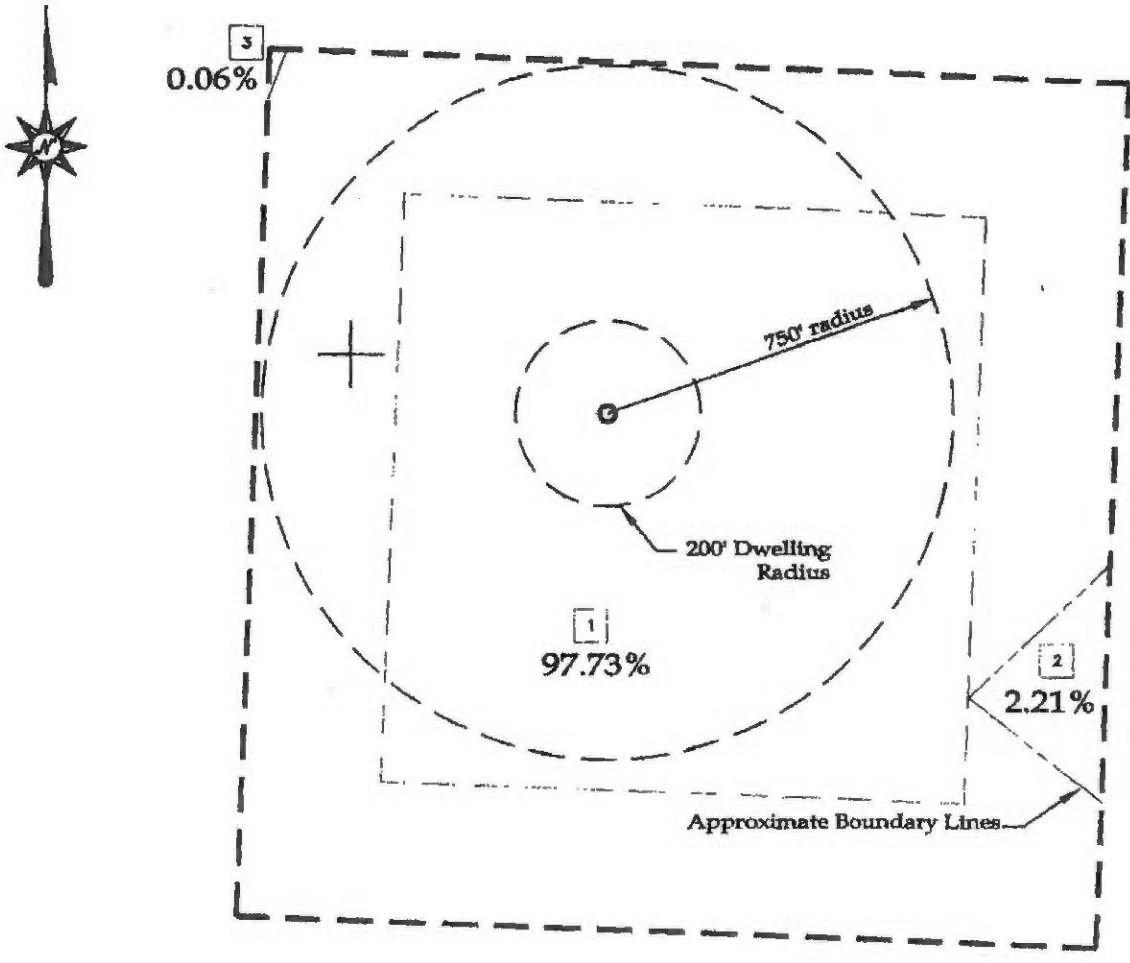 3
0.06%
N
750' radius
200' Dwelling
Radius
1
97.73%
2
2.21%
Approximate Boundary Lines